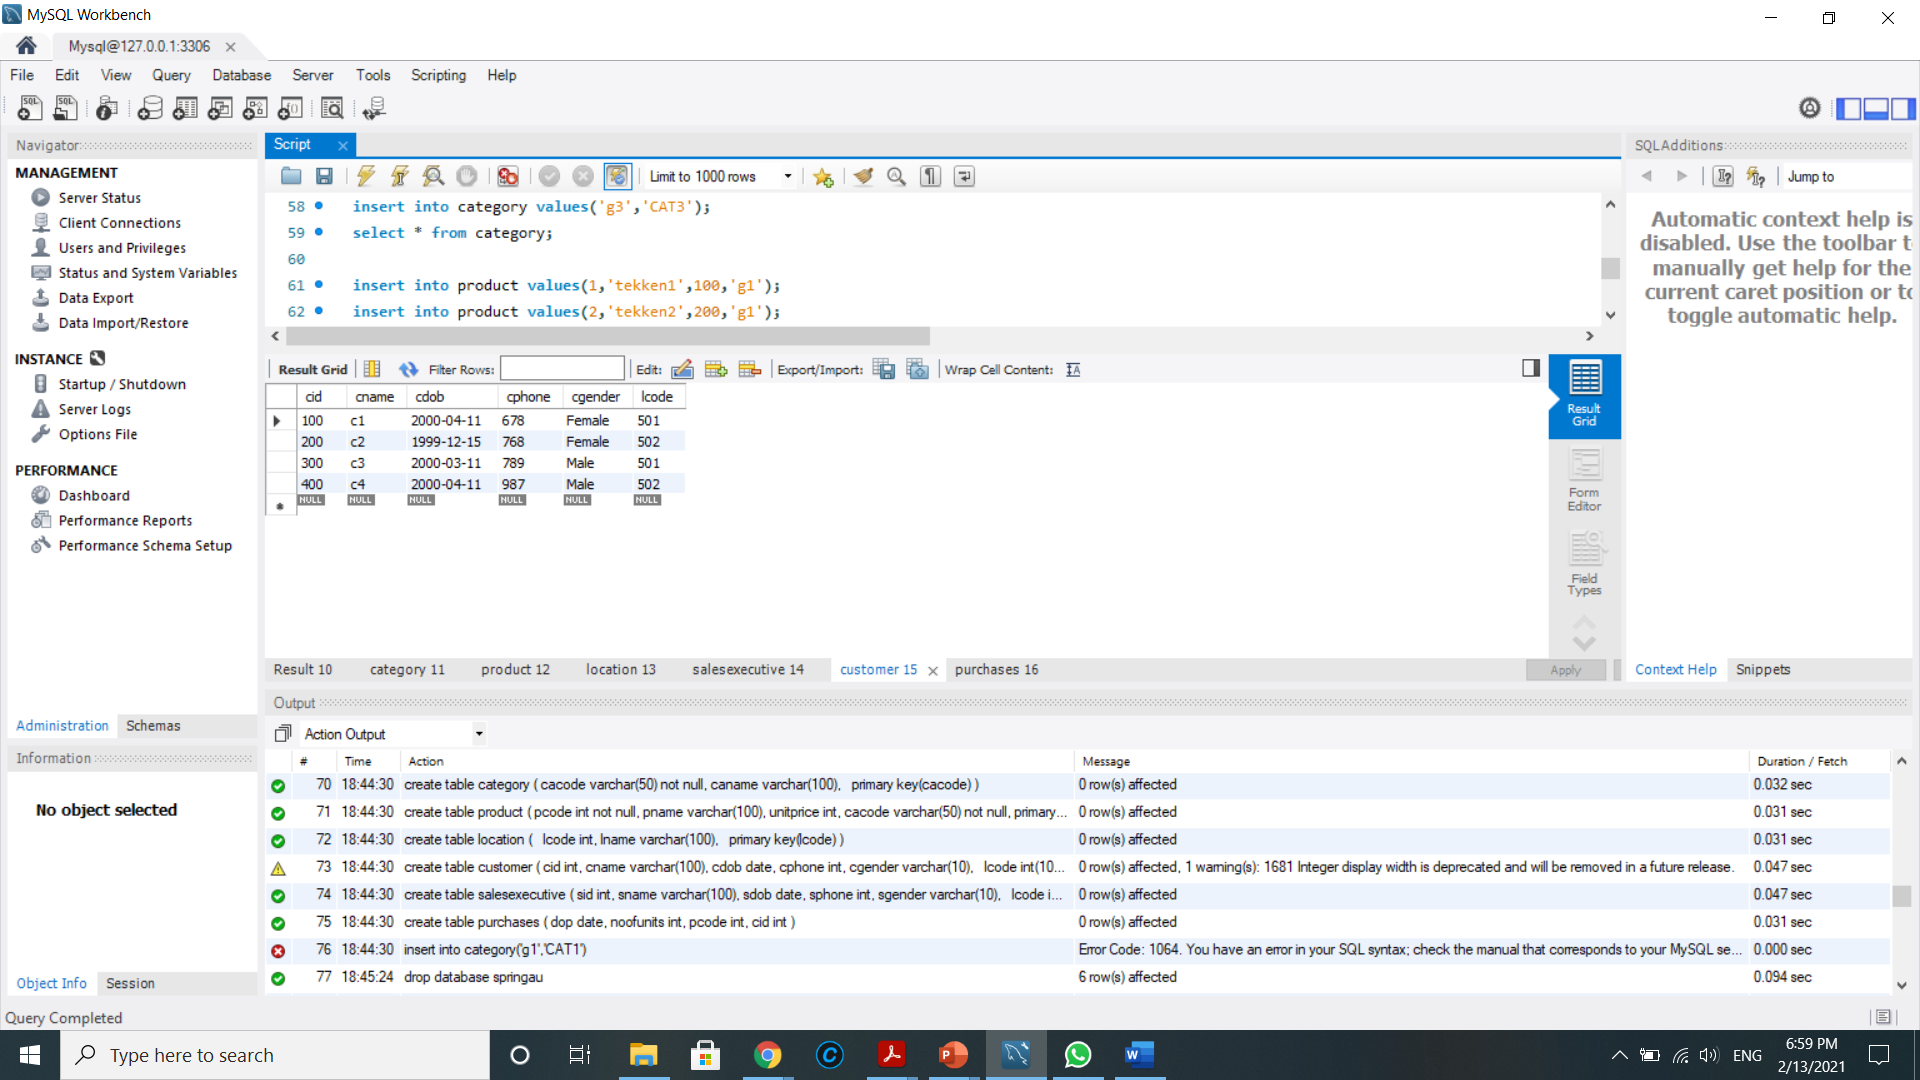 MySQL Workbench
Mysql@127.0.0.1:3306
File Edit View Query Database Server Tools Scripting Help
Navigator
MANAGEMENT
Server Status
Client Connections
Users and Privileges
Status and System Variables
Data Export
Data Import/Restore
INSTANCE
Startup / Shutdown
Server Logs
Options File
PERFORMANCE
Dashboard
Performance Reports
Performance Schema Setup
Administration Schemas
Information
No object selected
Object Info Session
Query Completed
Script
Limit to 1000 rows
58 insert into category values('g3','CAT3');
59 select * from category;
60
61 insert into product values(1,'tekken1',100,'g1');
62 insert into product values(2,'tekken2',200,'g1');
Result Grid Filter Rows: Edit: Export/Import: Wrap Cell Content:
cid cname cdob cphone cgender lcode
100 c1 2000-04-11 678 Female 501
200 c2 1999-12-15 768 Female 502
300 c3 2000-03-11 789 Male 501
400 c4 2000-04-11 987 Male 502
NULL NULL NULL NULL NULL NULL
Result Grid
Form Editor
Field Types
Result 10 category 11 product 12 location 13 salesexecutive 14 customer 15 purchases 16
Apply
SQLAdditions
Jump to
Automatic context help is
disabled. Use the toolbar t
manually get help for the
current caret position or to
toggle automatic help.
Context Help Snippets
Output
Action Output
# Time Action Message Duration / Fetch
70 18:44:30 create table category ( cacode varchar(50) not null, caname varchar(100), primary key(cacode) ) 0 row(s) affected 0.032 sec
71 18:44:30 create table product ( pcode int not null, pname varchar(100), unitprice int, cacode varchar(50) not null, primary... 0 row(s) affected 0.031 sec
72 18:44:30 create table location ( lcode int, lname varchar(100), primary key(lcode) ) 0 row(s) affected 0.031 sec
73 18:44:30 create table customer ( cid int, cname varchar(100), cdob date, cphone int, cgender varchar(10), lcode int(10... 0 row(s) affected, 1 warning(s): 1681 Integer display width is deprecated and will be removed in a future release. 0.047 sec
74 18:44:30 create table salesexecutive ( sid int, sname varchar(100), sdob date, sphone int, sgender varchar(10), lcode i... 0 row(s) affected 0.047 sec
75 18:44:30 create table purchases ( dop date, noofunits int, pcode int, cid int ) 0 row(s) affected 0.031 sec
76 18:44:30 insert into category('g1','CAT1') Error Code: 1064. You have an error in your SQL syntax; check the manual that corresponds to your MySQL se... 0.000 sec
77 18:45:24 drop database springau 6 row(s) affected 0.094 sec
Type here to search
ENG
6:59 PM
2/13/2021